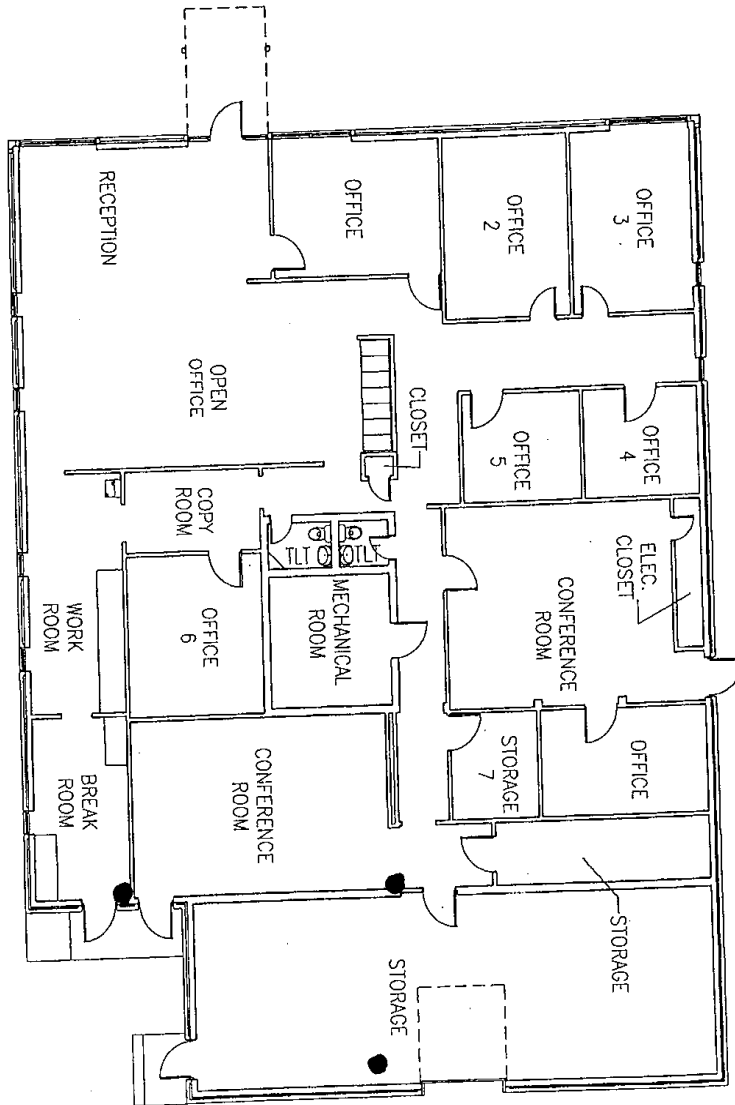 OFFICE
3
OFFICE
4
ELEC.
CLOSET
OFFICE
STORAGE
OFFICE
2
OFFICE
5
CONFERENCE
ROOM
STORAGE
7
CLOSET
STORAGE
OFFICE
TLT
TLT
MECHANICAL
ROOM
OPEN
OFFICE
COPY
ROOM
OFFICE
6
CONFERENCE
ROOM
RECEPTION
WORK
ROOM
BREAK
ROOM